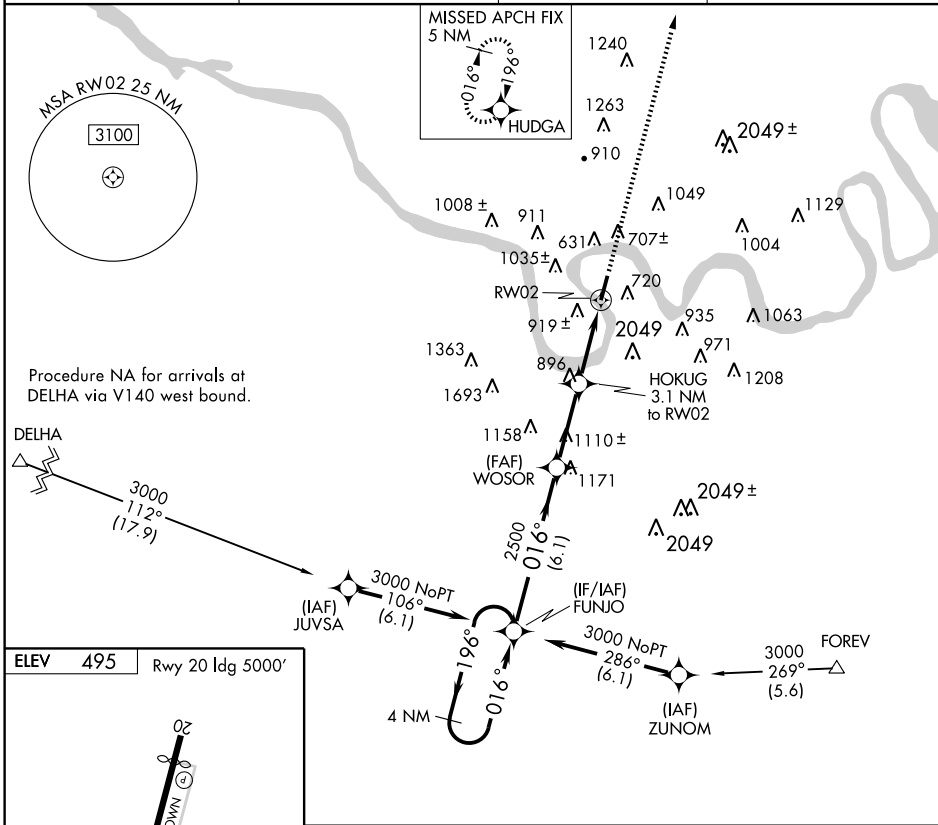 MISSED APCH FIX
5 NM
016°
196°
HUDGA
MSA RW02 25 NM
3100
1240
1263
910
2049 ±
1049
1129
1004
1008 ±
911
631
707±
1035±
RW02
720
919 ±
2049
935
1063
971
1208
1363
1693
896
HOKUG
3.1 NM
to RW02
Procedure NA for arrivals at
DELHA via V140 west bound.
DELHA
1158
1110 ±
(FAF)
WOSOR
1171
3000
112°
(17.9)
2049 ±
2049
2500
016°
(6.1)
(IAF)
JUVSA
3000 NoPT
106°
(6.1)
(IF/IAF)
FUNJO
3000 NoPT
286°
(6.1)
FOREV
3000
269°
(5.6)
(IAF)
ZUNOM
196°
016°
4 NM
ELEV 495
Rwy 20 ldg 5000'
20
P